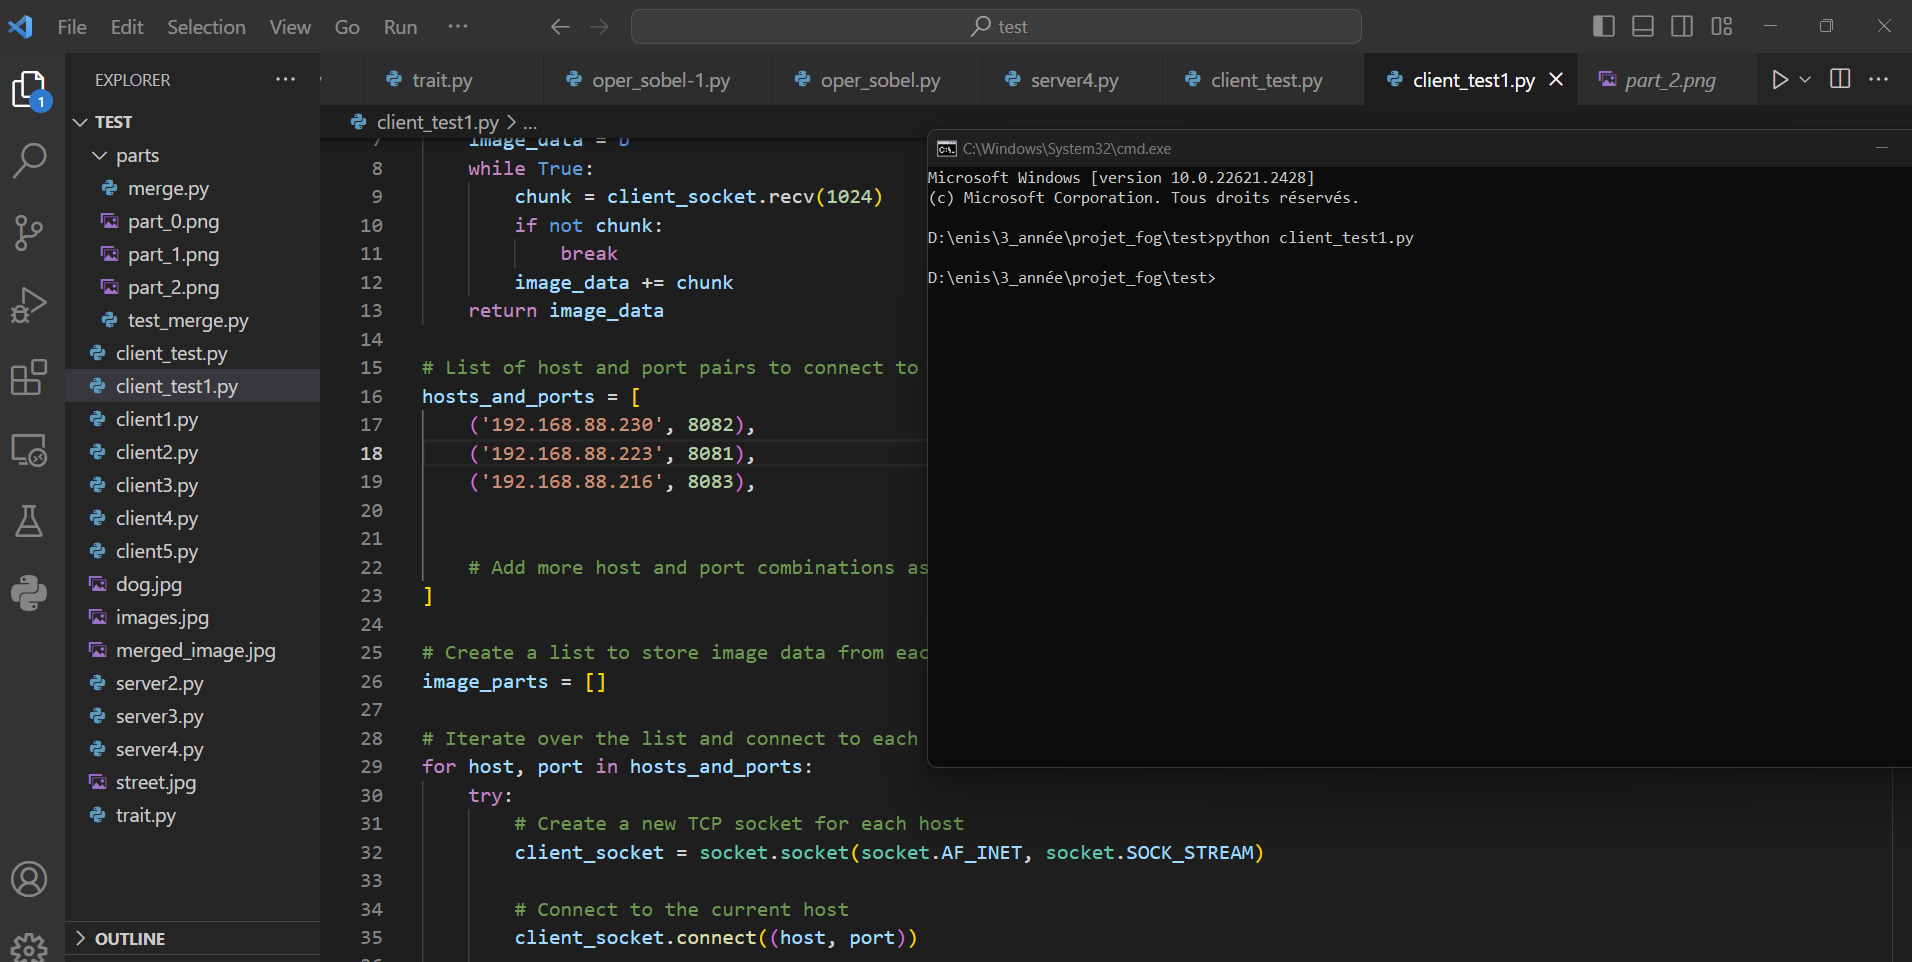 File Edit Selection View Go Run ...
test
EXPLORER ...
1
TEST
parts
merge.py
part_0.png
part_1.png
part_2.png
test_merge.py
client_test.py
client_test1.py
client1.py
client2.py
client3.py
client4.py
client5.py
dog.jpg
images.jpg
merged_image.jpg
server2.py
server3.py
server4.py
street.jpg
trait.py
OUTLINE
trait.py oper_sobel-1.py oper_sobel.py server4.py client_test.py client_test1.py part_2.png
client_test1.py > ...
7 image_data = b
8 while True:
9 chunk = client_socket.recv(1024)
10 if not chunk:
11 break
12 image_data += chunk
13 return image_data
14
15 # List of host and port pairs to connect to
16 hosts_and_ports = [
17 ('192.168.88.230', 8082),
18 ('192.168.88.223', 8081),
19 ('192.168.88.216', 8083),
20
21
22 # Add more host and port combinations as
23 ]
24
25 # Create a list to store image data from eac
26 image_parts = []
27
28 # Iterate over the list and connect to each
29 for host, port in hosts_and_ports:
30 try:
31 # Create a new TCP socket for each host
32 client_socket = socket.socket(socket.AF_INET, socket.SOCK_STREAM)
33
34 # Connect to the current host
35 client_socket.connect((host, port))
C:\Windows\System32\cmd.exe
Microsoft Windows [version 10.0.22621.2428]
(c) Microsoft Corporation. Tous droits réservés.
D:\enis\3_année\projet_fog\test>python client_test1.py
D:\enis\3_année\projet_fog\test>